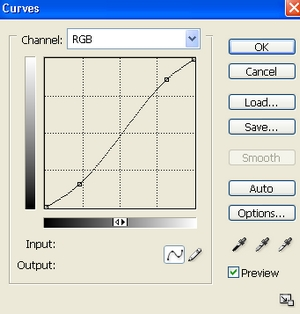 Curves
Channel: RGB
OK
Cancel
Load...
Save...
Smooth
Auto
Options...
Input:
Output:
Preview